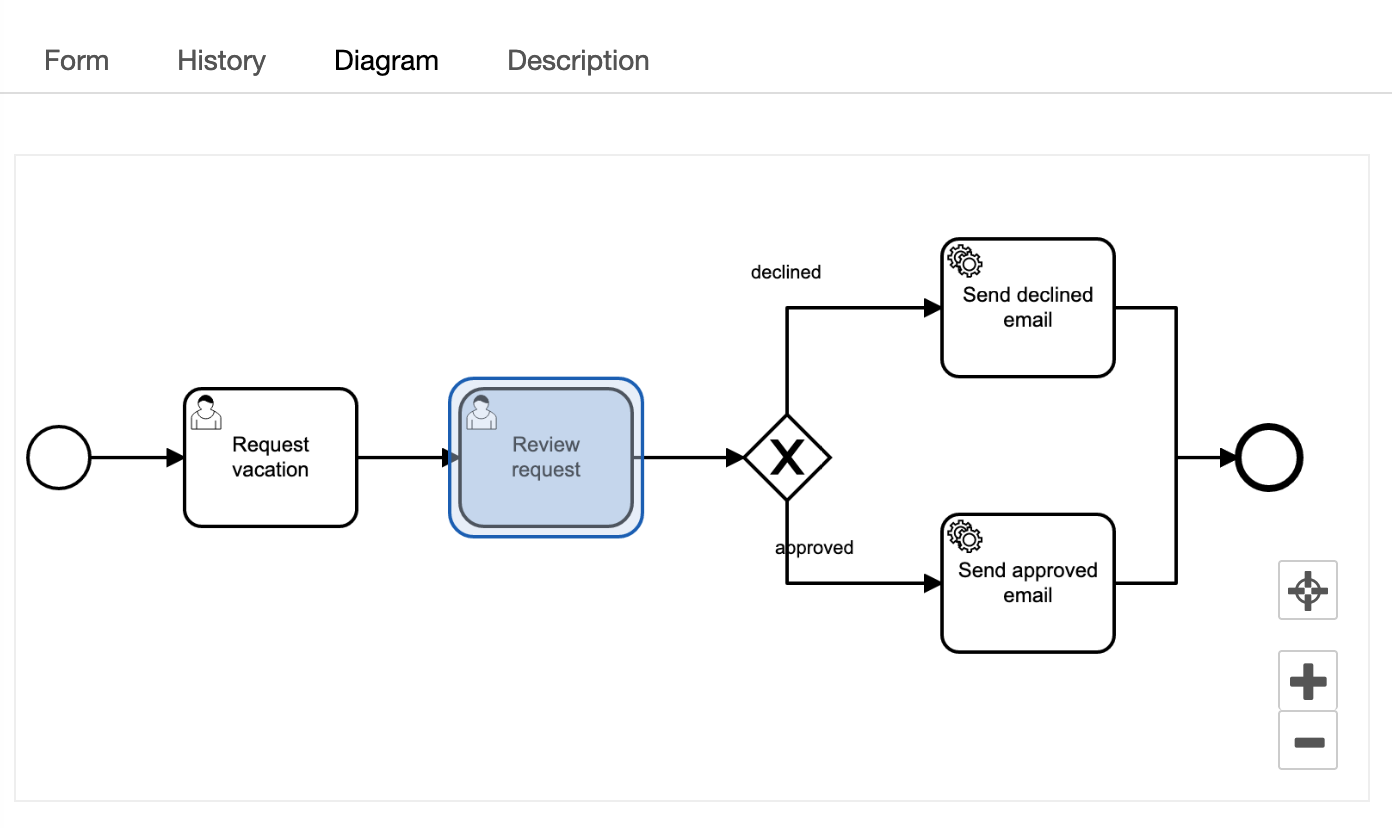 Form
History
Diagram
Description
declined
Send declined
email
Request
vacation
Review
request
X
approved
Send approved
email